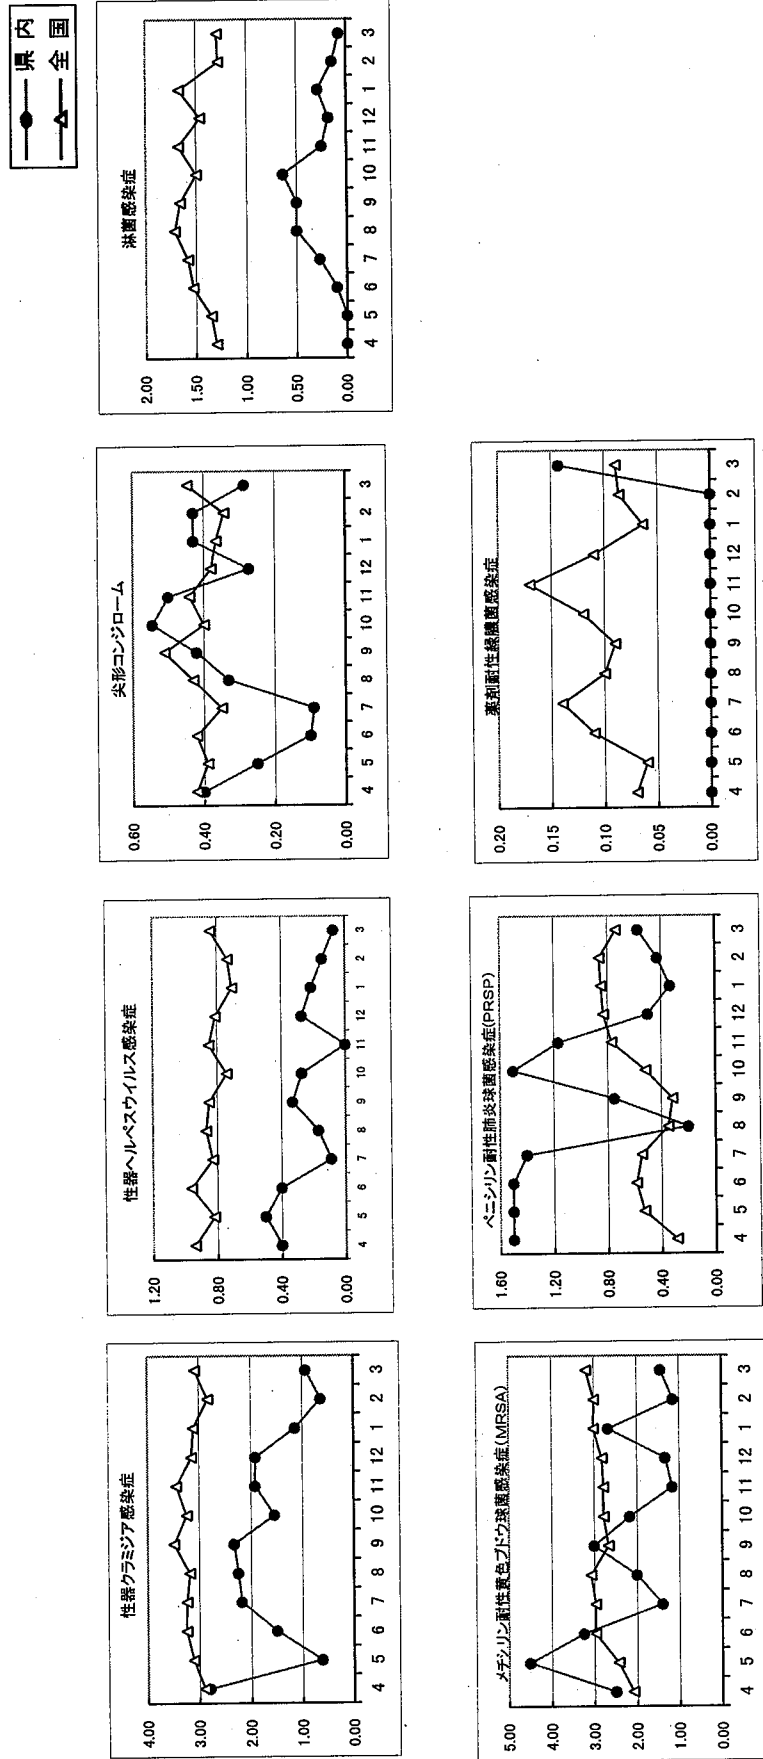 県内
全国
性器クラミジア感染症
4.00
3.00
2.00
1.00
0.00
4 5 6 7 8 9 10 11 12 1 2 3
性器ヘルペスウイルス感染症
1.20
0.80
0.40
0.00
4 5 6 7 8 9 10 11 12 1 2 3
尖形コンジローム
0.60
0.40
0.20
0.00
4 5 6 7 8 9 10 11 12 1 2 3
淋菌感染症
2.00
1.50
1.00
0.50
0.00
4 5 6 7 8 9 10 11 12 1 2 3
メチシリン耐性黄色ブドウ球菌感染症(MRSA)
5.00
4.00
3.00
2.00
1.00
0.00
4 5 6 7 8 9 10 11 12 1 2 3
ペニシリン耐性肺炎球菌感染症(PRSP)
1.60
1.20
0.80
0.40
0.00
4 5 6 7 8 9 10 11 12 1 2 3
薬剤耐性緑膿菌感染症
0.20
0.15
0.10
0.05
0.00
4 5 6 7 8 9 10 11 12 1 2 3